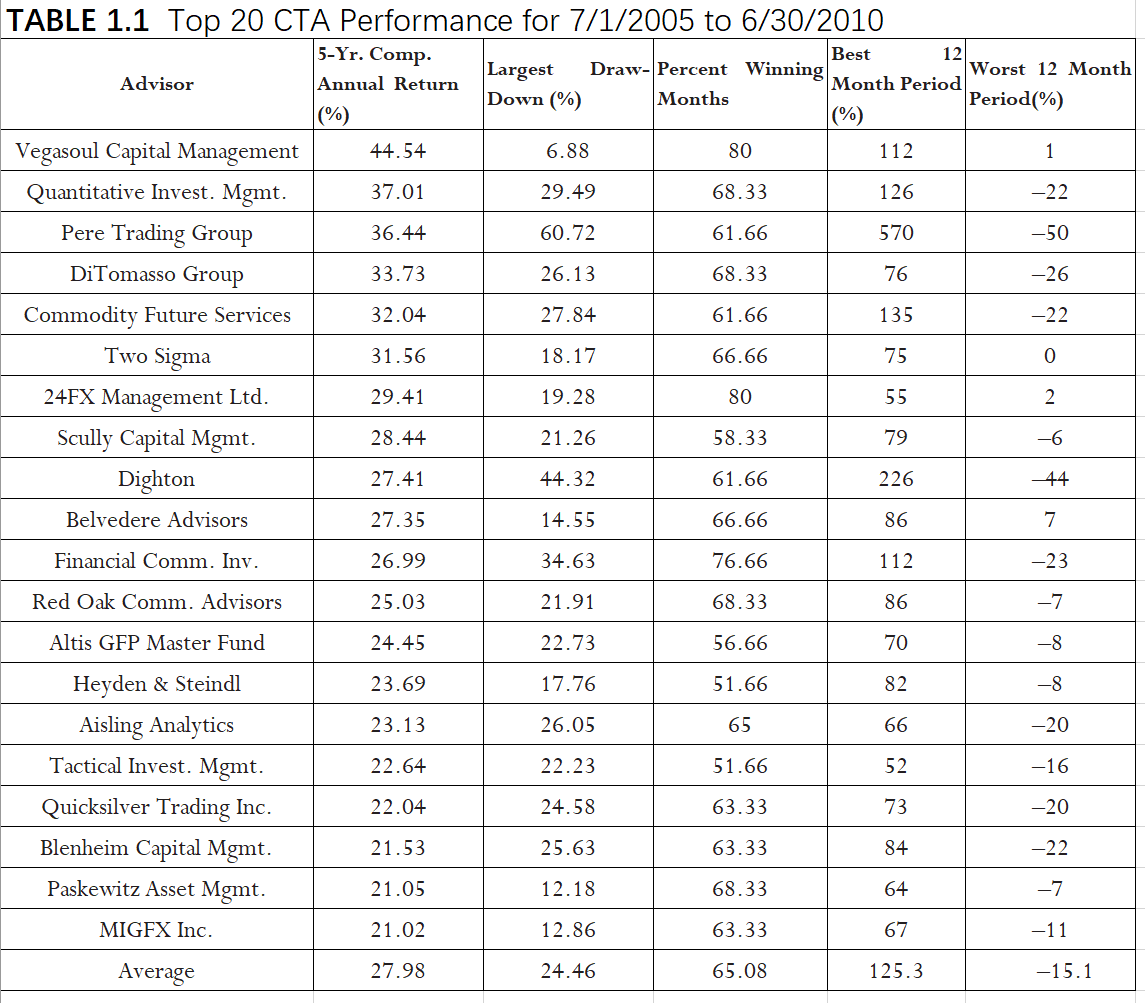 TABLE 1.1 Top 20 CTA Performance for 7/1/2005 to 6/30/2010
Advisor | 5-Yr. Comp. Annual Return (%) | Largest Draw-Down (%) | Percent Winning Months | Best 12 Month Period (%) | Worst 12 Month Period(%)
Vegasoul Capital Management 44.54 6.88 80 112 1
Quantitative Invest. Mgmt. 37.01 29.49 68.33 126 –22
Pere Trading Group 36.44 60.72 61.66 570 –50
DiTomasso Group 33.73 26.13 68.33 76 –26
Commodity Future Services 32.04 27.84 61.66 135 –22
Two Sigma 31.56 18.17 66.66 75 0
24FX Management Ltd. 29.41 19.28 80 55 2
Scully Capital Mgmt. 28.44 21.26 58.33 79 –6
Dighton 27.41 44.32 61.66 226 –44
Belvedere Advisors 27.35 14.55 66.66 86 7
Financial Comm. Inv. 26.99 34.63 76.66 112 –23
Red Oak Comm. Advisors 25.03 21.91 68.33 86 –7
Altis GFP Master Fund 24.45 22.73 56.66 70 –8
Heyden & Steindl 23.69 17.76 51.66 82 –8
Aisling Analytics 23.13 26.05 65 66 –20
Tactical Invest. Mgmt. 22.64 22.23 51.66 52 –16
Quicksilver Trading Inc. 22.04 24.58 63.33 73 –20
Blenheim Capital Mgmt. 21.53 25.63 63.33 84 –22
Paskewitz Asset Mgmt. 21.05 12.18 68.33 64 –7
MIGFX Inc. 21.02 12.86 63.33 67 –11
Average 27.98 24.46 65.08 125.3 –15.1